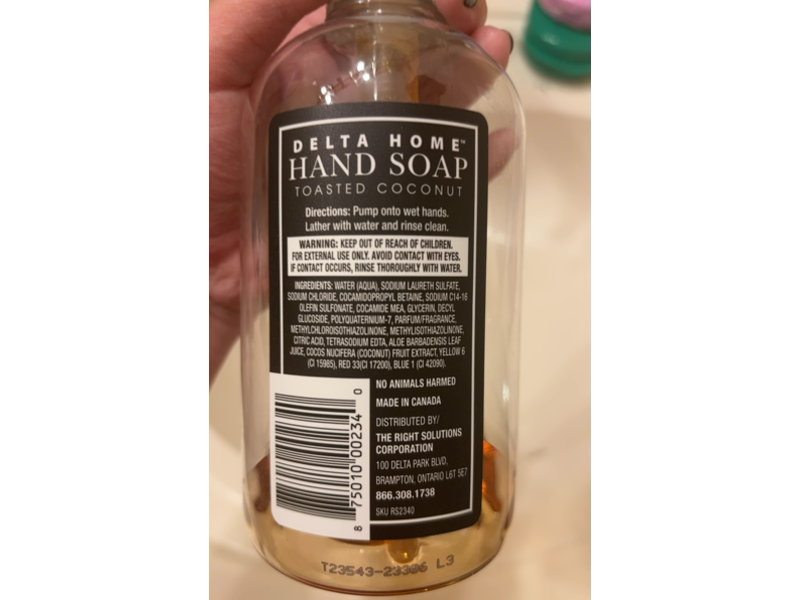 DELTA HOME™
HAND SOAP
TOASTED COCONUT
Directions: Pump onto wet hands.
Lather with water and rinse clean.
WARNING: KEEP OUT OF REACH OF CHILDREN.
FOR EXTERNAL USE ONLY. AVOID CONTACT WITH EYES.
IF CONTACT OCCURS, RINSE THOROUGHLY WITH WATER.
INGREDIENTS: WATER (AQUA), SODIUM LAURETH SULFATE,
SODIUM CHLORIDE, COCAMIDOPROPYL BETAINE, SODIUM C14-16
OLEFIN SULFONATE, COCAMIDE MEA, GLYCERIN, DECYL
GLUCOSIDE, POLYQUATERNIUM-7, PARFUM/FRAGRANCE,
METHYLCHLOROISOTHIAZOLINONE, METHYLISOTHIAZOLINONE,
CITRIC ACID, TETRASODIUM EDTA, ALOE BARBADENSIS LEAF
JUICE, COCOS NUCIFERA (COCONUT) FRUIT EXTRACT, YELLOW 6
(CI 15985), RED 33(CI 17200), BLUE 1 (CI 42090).
NO ANIMALS HARMED
MADE IN CANADA
DISTRIBUTED BY/
THE RIGHT SOLUTIONS
CORPORATION
100 DELTA PARK BLVD,
BRAMPTON, ONTARIO L6T 5E7
866.308.1738
SKU RS2340
8 75010 00234 0
T23543-23306 L3